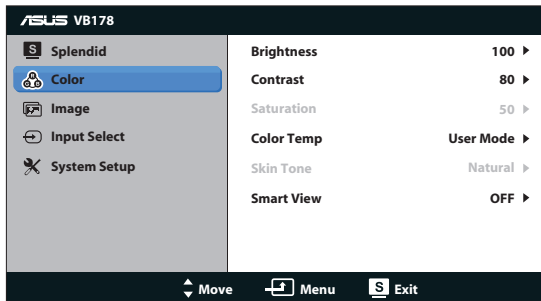 ASUS VB178
S Splendid
Color
Image
Input Select
System Setup
Brightness 100
Contrast 80
Saturation 50
Color Temp User Mode
Skin Tone Natural
Smart View OFF
Move Menu S Exit